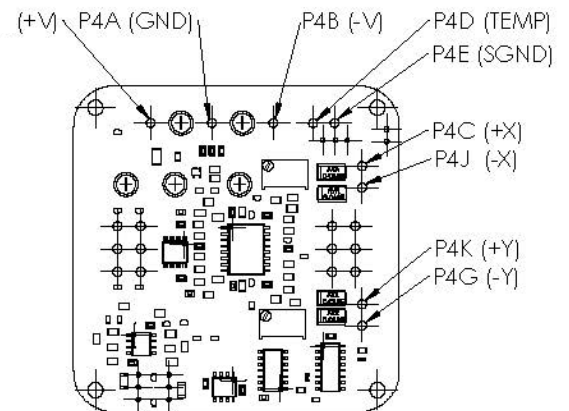 (+V) P4A (GND) P4B (-V) P4D (TEMP)
P4E (SGND)
P4C (+X)
P4J (-X)
P4K (+Y)
P4G (-Y)